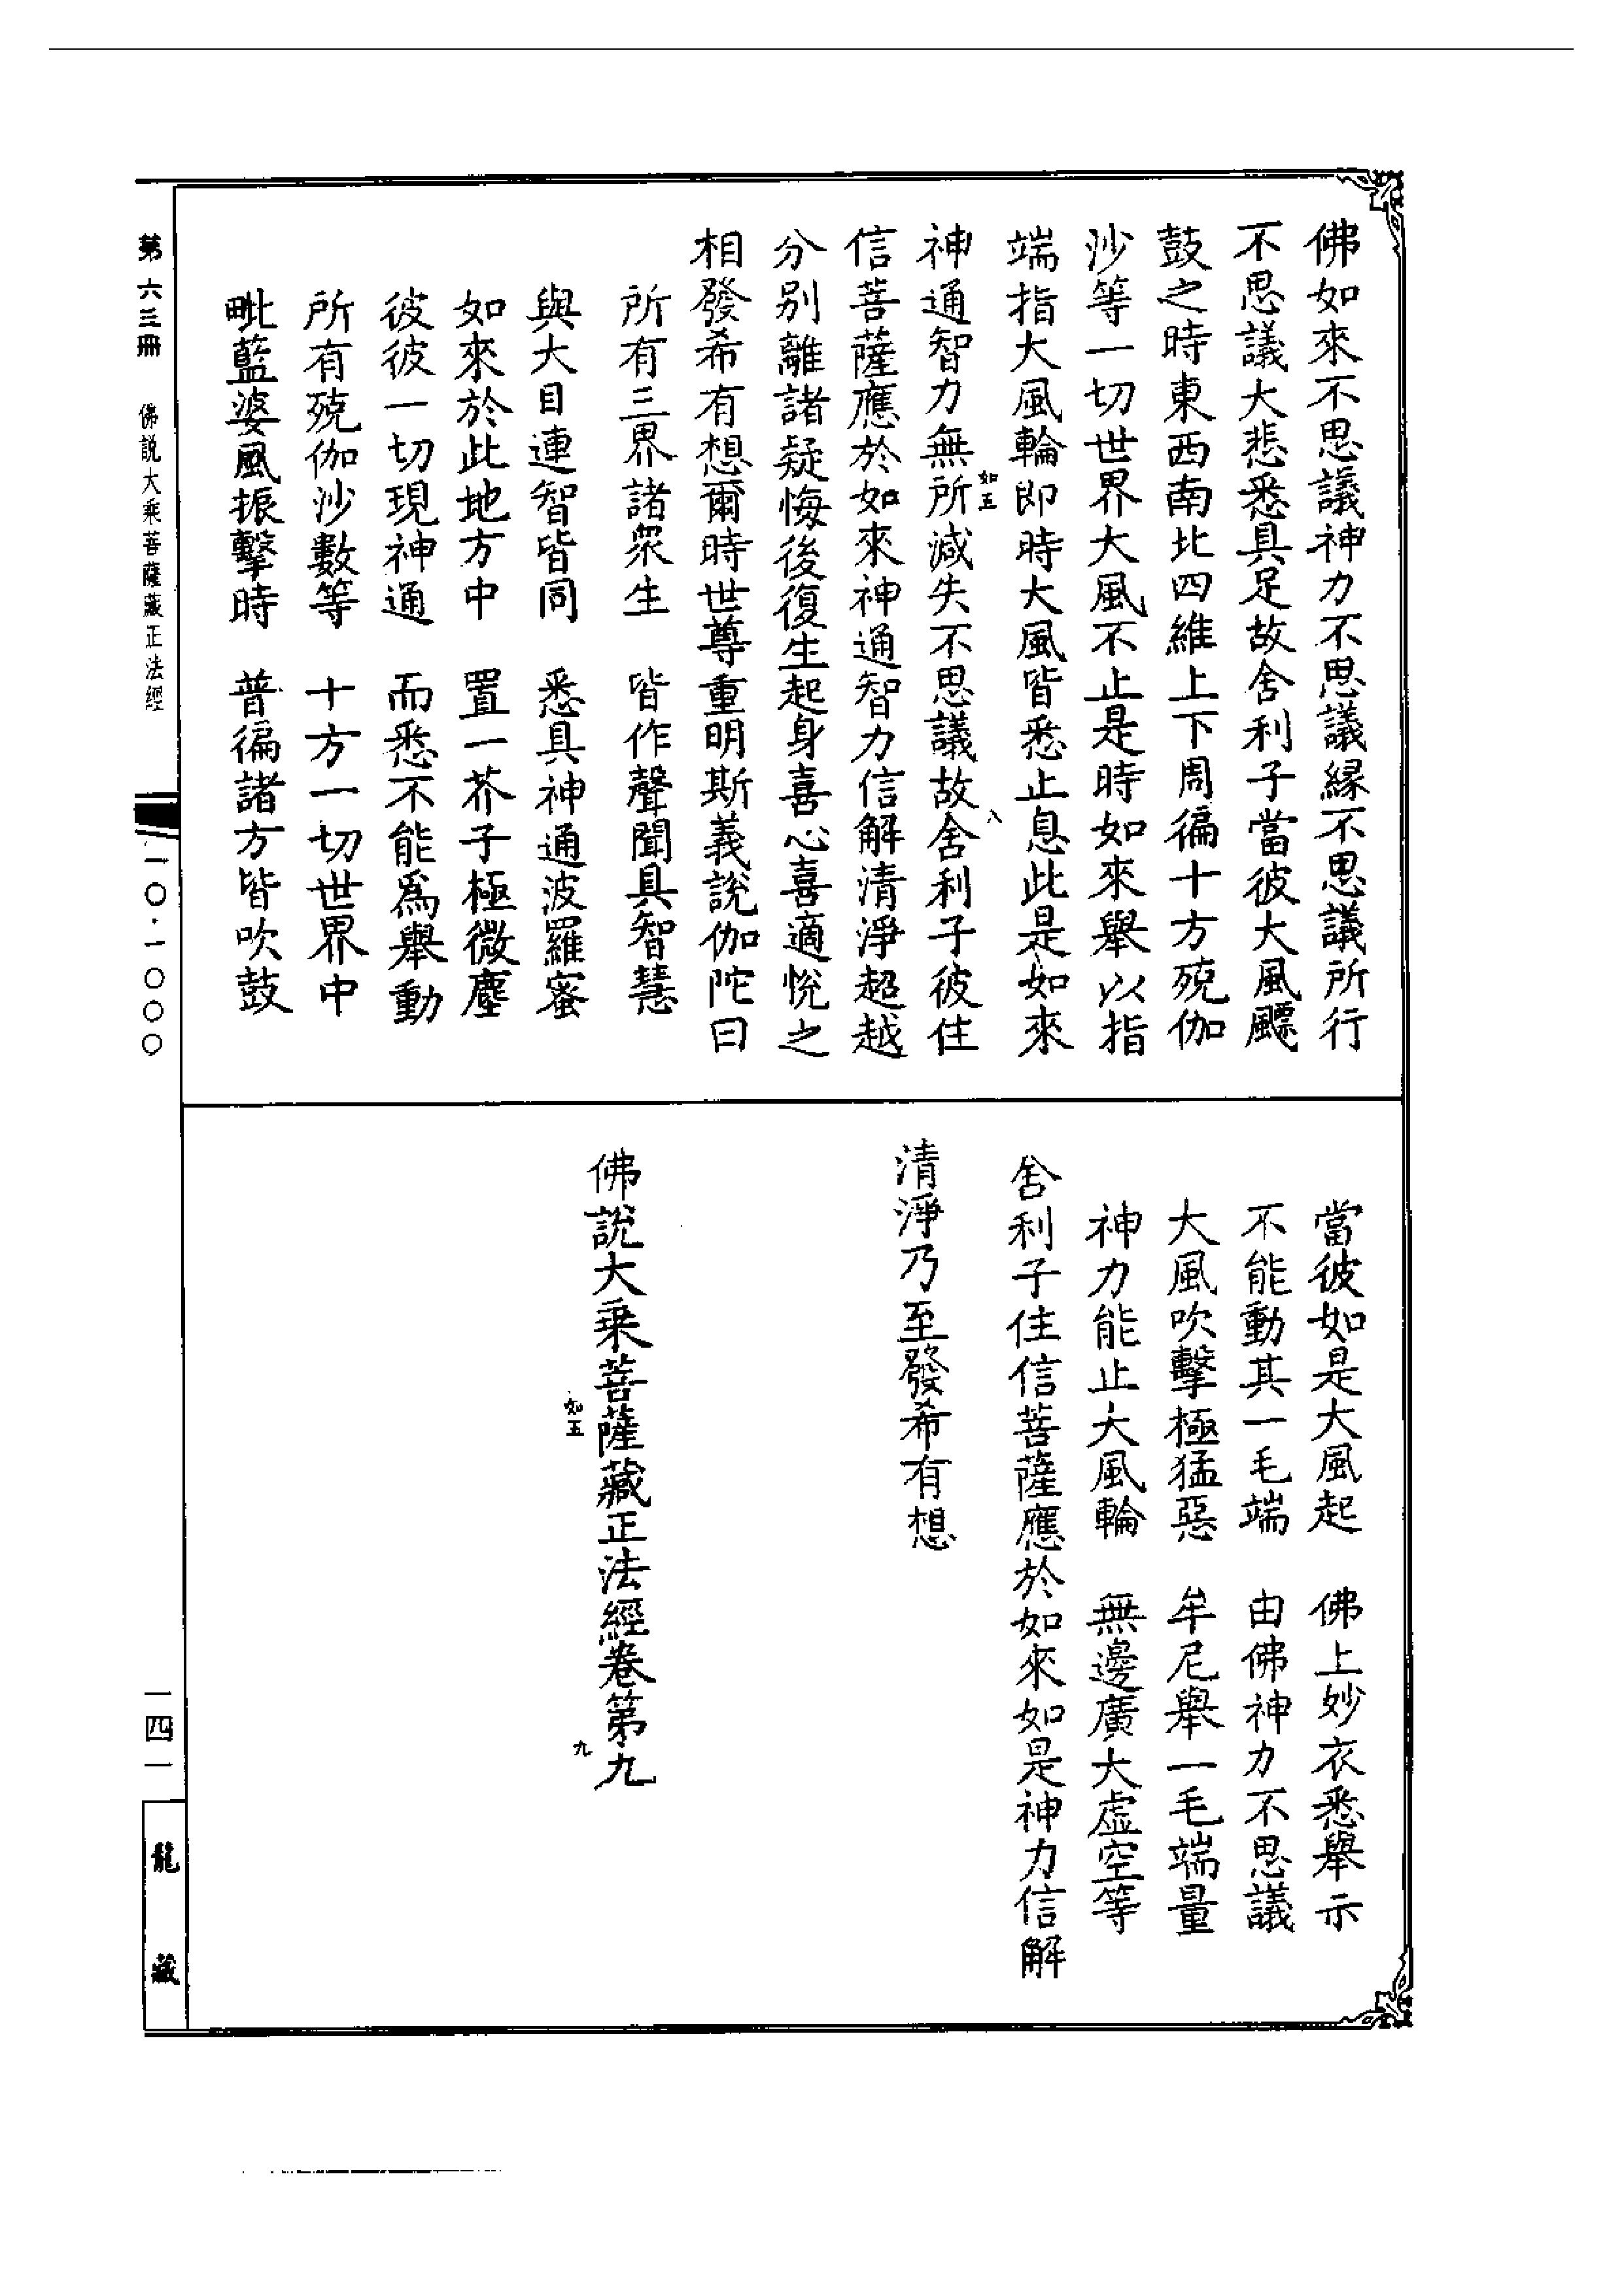 佛如來不思議神力不思議緣不思議所行
不思議大悲悉具足故舍利子當彼大風飄
鼓之時東西南北四維上下周徧十方殑伽
沙等一切世界大風不止是時如來舉以指
端指大風輪即時大風皆悉止息此是如來
神通智力無所減失不思議故舍利子彼住
如五
八
信菩薩應於如來神通智力信解清淨超越
分別離諸疑悔後復生起身喜心喜適悅之
相發希有想爾時世尊重明斯義說伽陀曰
所有三界諸眾生　皆作聲聞具智慧
與大目連智皆同　悉具神通波羅蜜
如來於此地方中　置一芥子極微塵
彼彼一切現神通　而悉不能為舉動
所有殑伽沙數等　十方一切世界中
毗藍婆風振擊時　普徧諸方皆吹鼓
當彼如是大風起　佛上妙衣悉舉示
不能動其一毛端　由佛神力不思議
大風吹擊極猛惡　牟尼舉一毛端量
神力能止大風輪　無邊廣大虛空等
舍利子住信菩薩應於如來如是神力信解
清淨乃至發希有想
佛說大乘菩薩藏正法經卷第九
如五
九
第六三冊　佛說大乘菩薩藏正法經
一〇·一〇〇〇
一四一
龍藏